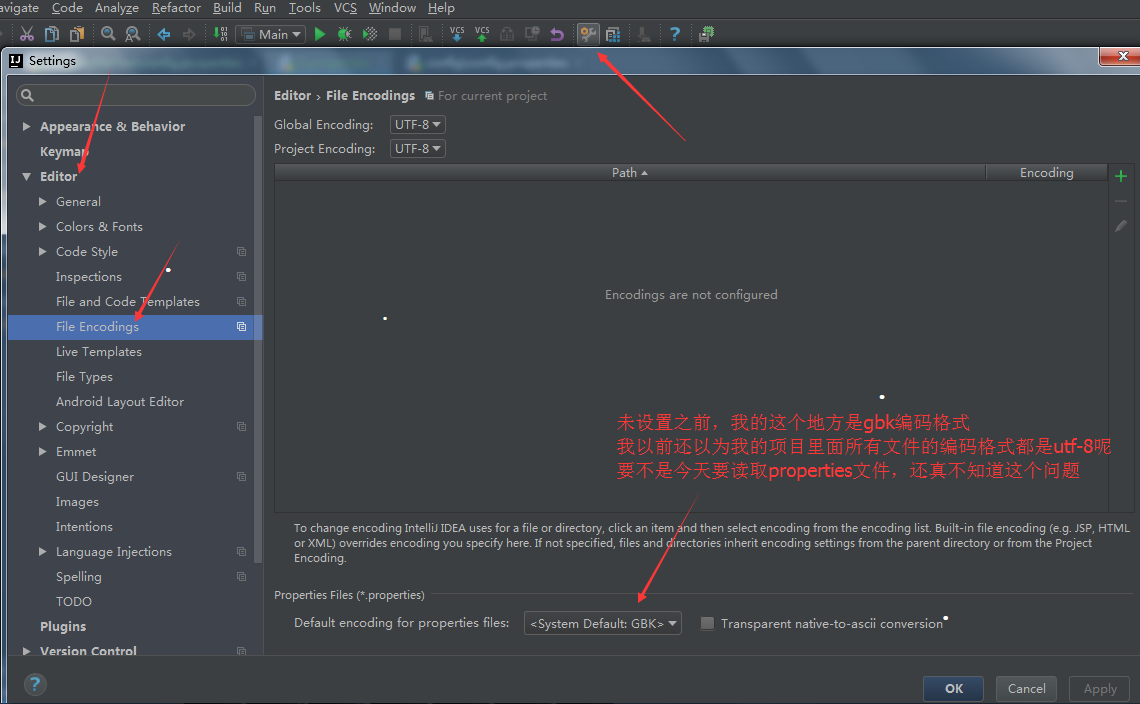 avigate Code Analyze Refactor Build Run Tools VCS Window Help
Main
VCS VCS
Settings
Editor › File Encodings For current project
Global Encoding: UTF-8
Project Encoding: UTF-8
Path Encoding
Appearance & Behavior
Keymap
Editor
General
Colors & Fonts
Code Style
Inspections
File and Code Templates
File Encodings
Live Templates
File Types
Android Layout Editor
Copyright
Emmet
GUI Designer
Images
Intentions
Language Injections
Spelling
TODO
Plugins
Version Control
Encodings are not configured
未设置之前，我的这个地方是gbk编码格式
我以前还以为我的项目里面所有文件的编码格式都是utf-8呢
要不是今天要读取properties文件，还真不知道这个问题
To change encoding IntelliJ IDEA uses for a file or directory, click an item and then select encoding from the encoding list. Built-in file encoding (e.g. JSP, HTML
or XML) overrides encoding you specify here. If not specified, files and directories inherit encoding settings from the parent directory or from the Project
Encoding.
Properties Files (*.properties)
Default encoding for properties files: <System Default: GBK> Transparent native-to-ascii conversion
OK Cancel Apply